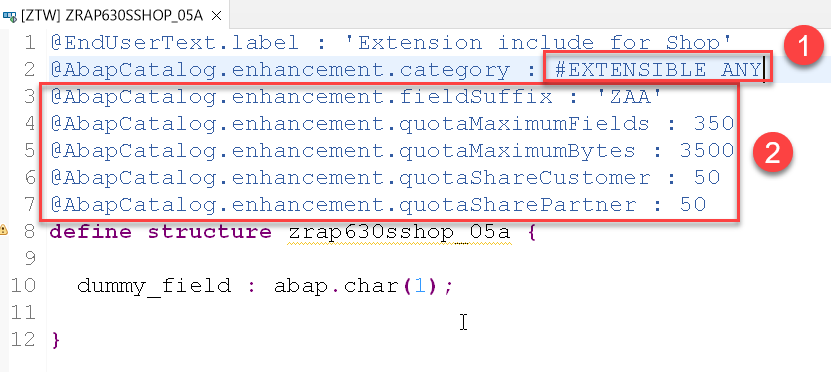 [ZTW] ZRAP630SSHOP_05A
1
1 @EndUserText.label : 'Extension include for Shop'
2 @AbapCatalog.enhancement.category : #EXTENSIBLE_ANY
3 @AbapCatalog.enhancement.fieldSuffix : 'ZAA'
4 @AbapCatalog.enhancement.quotaMaximumFields : 350
5 @AbapCatalog.enhancement.quotaMaximumBytes : 3500
2
6 @AbapCatalog.enhancement.quotaShareCustomer : 50
7 @AbapCatalog.enhancement.quotaSharePartner : 50
8 define structure zrap630sshop_05a {
9
10 dummy_field : abap.char(1);
11
12 }